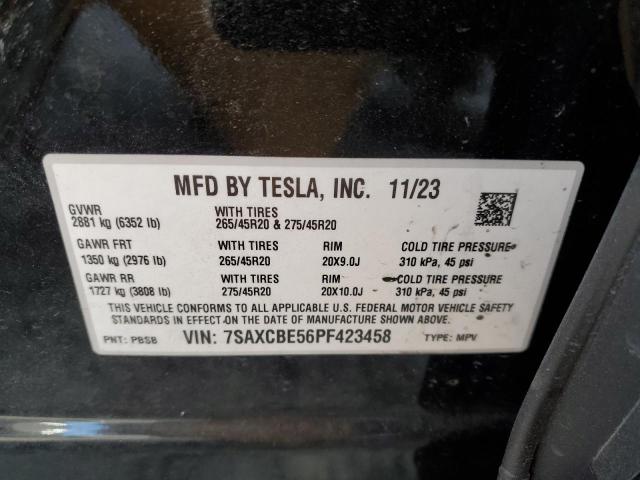 MFD BY TESLA, INC. 11/23
GVWR WITH TIRES
2881 kg (6352 lb) 265/45R20 & 275/45R20
GAWR FRT WITH TIRES RIM COLD TIRE PRESSURE
1350 kg (2976 lb) 265/45R20 20X9.0J 310 kPa, 45 psi
GAWR RR WITH TIRES RIM COLD TIRE PRESSURE
1727 kg (3808 lb) 275/45R20 20X10.0J 310 kPa, 45 psi
THIS VEHICLE CONFORMS TO ALL APPLICABLE U.S. FEDERAL MOTOR VEHICLE SAFETY
STANDARDS IN EFFECT ON THE DATE OF MANUFACTURE SHOWN ABOVE.
PNT: PBSB VIN: 7SAXCBE56PF423458 TYPE: MPV